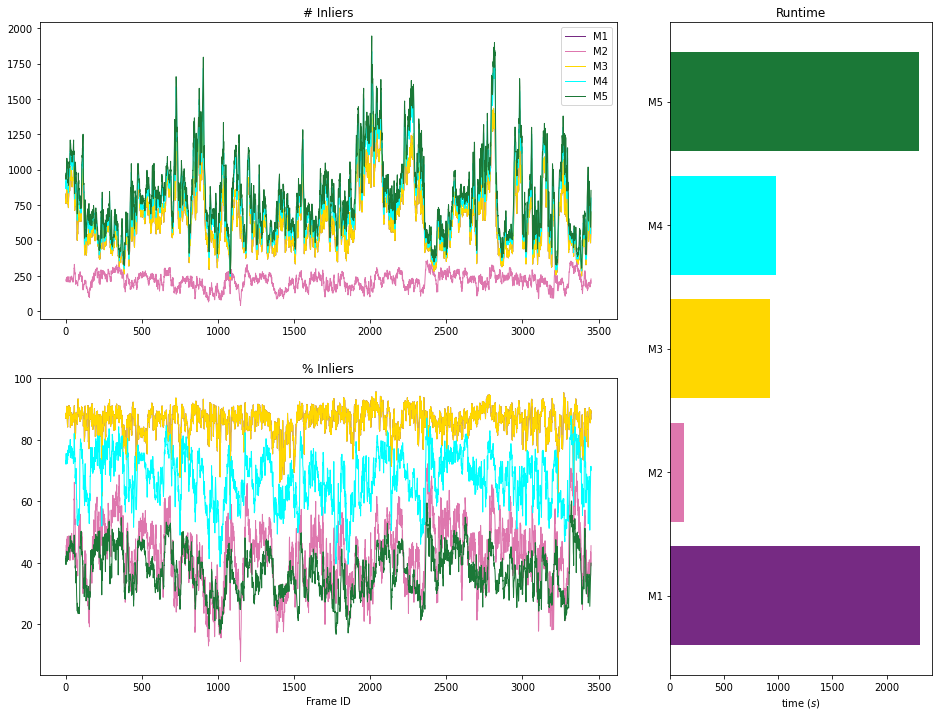 # Inliers
2000
1750
1500
1250
1000
750
500
250
0
M1
M2
M3
M4
M5
0 500 1000 1500 2000 2500 3000 3500
% Inliers
100
80
60
40
20
0 500 1000 1500 2000 2500 3000 3500
Frame ID
Runtime
M5
M4
M3
M2
M1
0 500 1000 1500 2000
time (s)